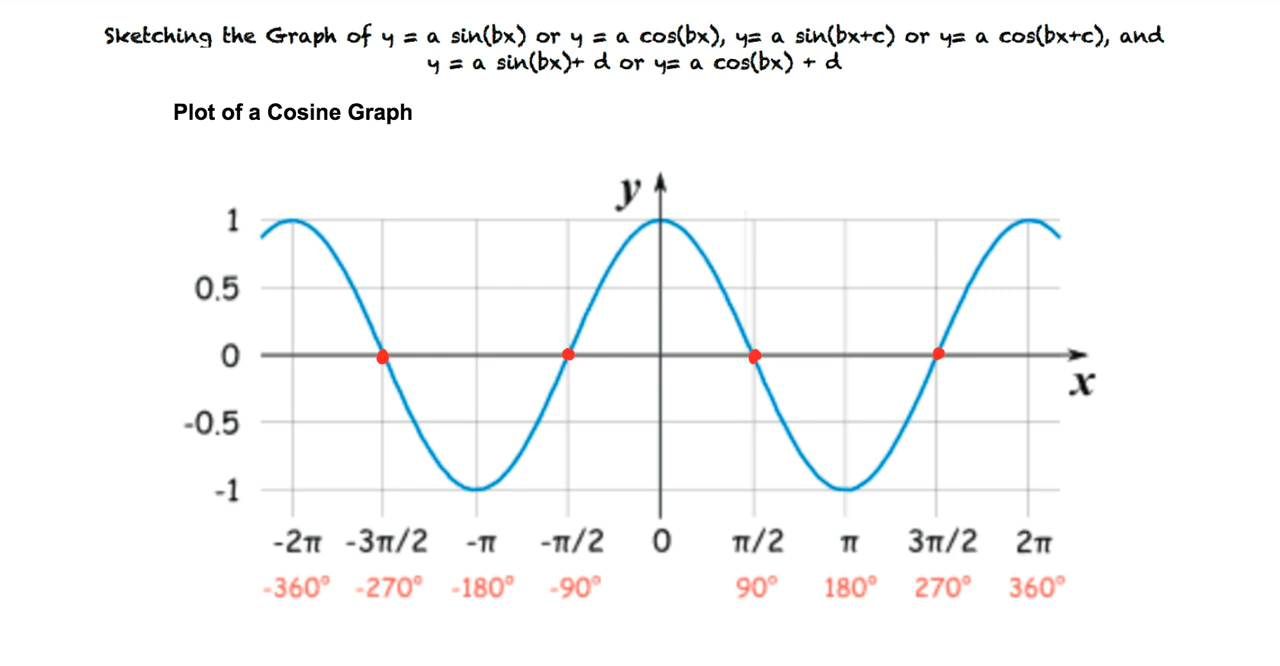 Sketching the Graph of y = a sin(bx) or y = a cos(bx), y= a sin(bx+c) or y= a cos(bx+c), and
y = a sin(bx)+ d or y= a cos(bx) + d
Plot of a Cosine Graph
y
1
0.5
0
-0.5
-1
x
-2π -3π/2 -π -π/2 0 π/2 π 3π/2 2π
-360° -270° -180° -90° 90° 180° 270° 360°